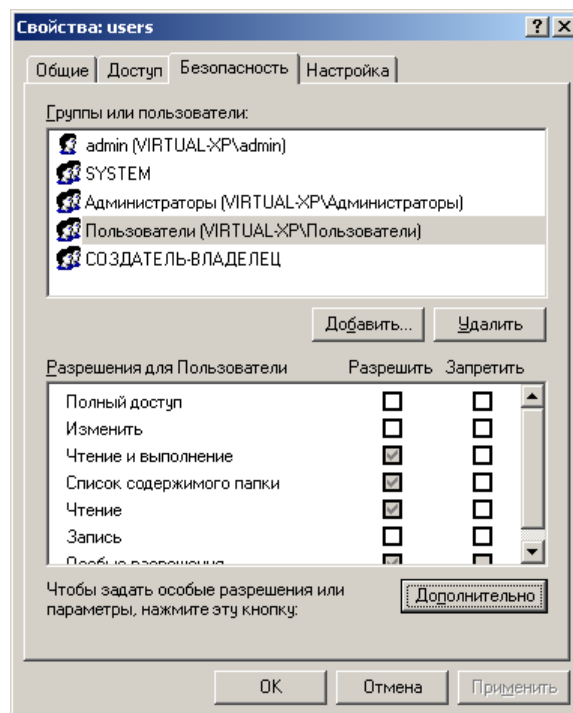 Свойства: users
Общие Доступ Безопасность Настройка
Группы или пользователи:
admin (VIRTUAL-XP\admin)
SYSTEM
Администраторы (VIRTUAL-XP\Администраторы)
Пользователи (VIRTUAL-XP\Пользователи)
СОЗДАТЕЛЬ-ВЛАДЕЛЕЦ
Добавить... Удалить
Разрешения для Пользователи Разрешить Запретить
Полный доступ
Изменить
Чтение и выполнение
Список содержимого папки
Чтение
Запись
Особые разрешения
Чтобы задать особые разрешения или
параметры, нажмите эту кнопку:
Дополнительно
OK Отмена Применить